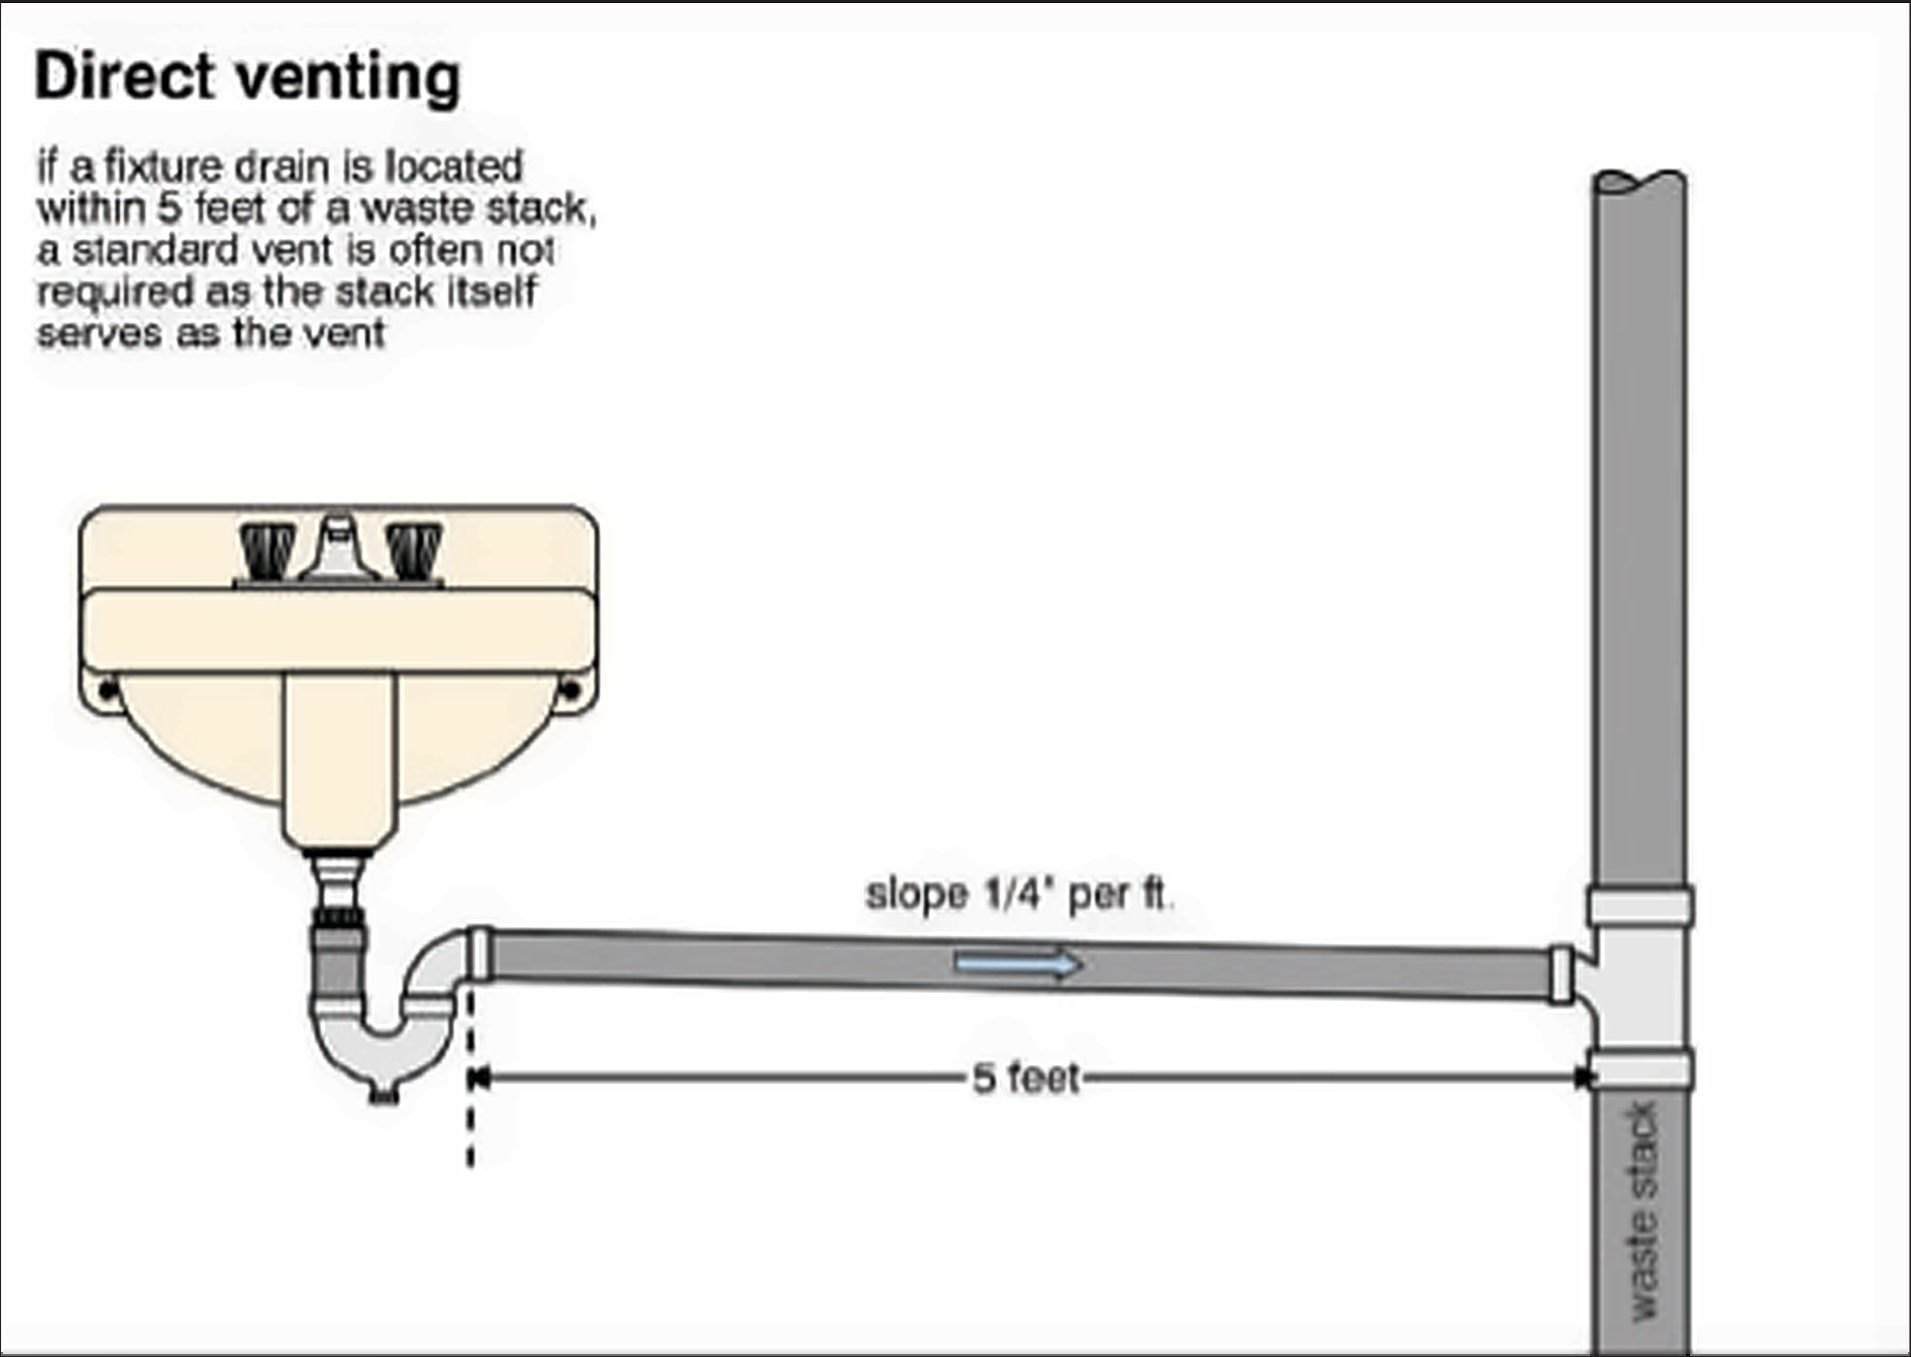 Direct venting
if a fixture drain is located
within 5 feet of a waste stack,
a standard vent is often not
required as the stack itself
serves as the vent
slope 1/4" per ft.
5 feet
waste stack